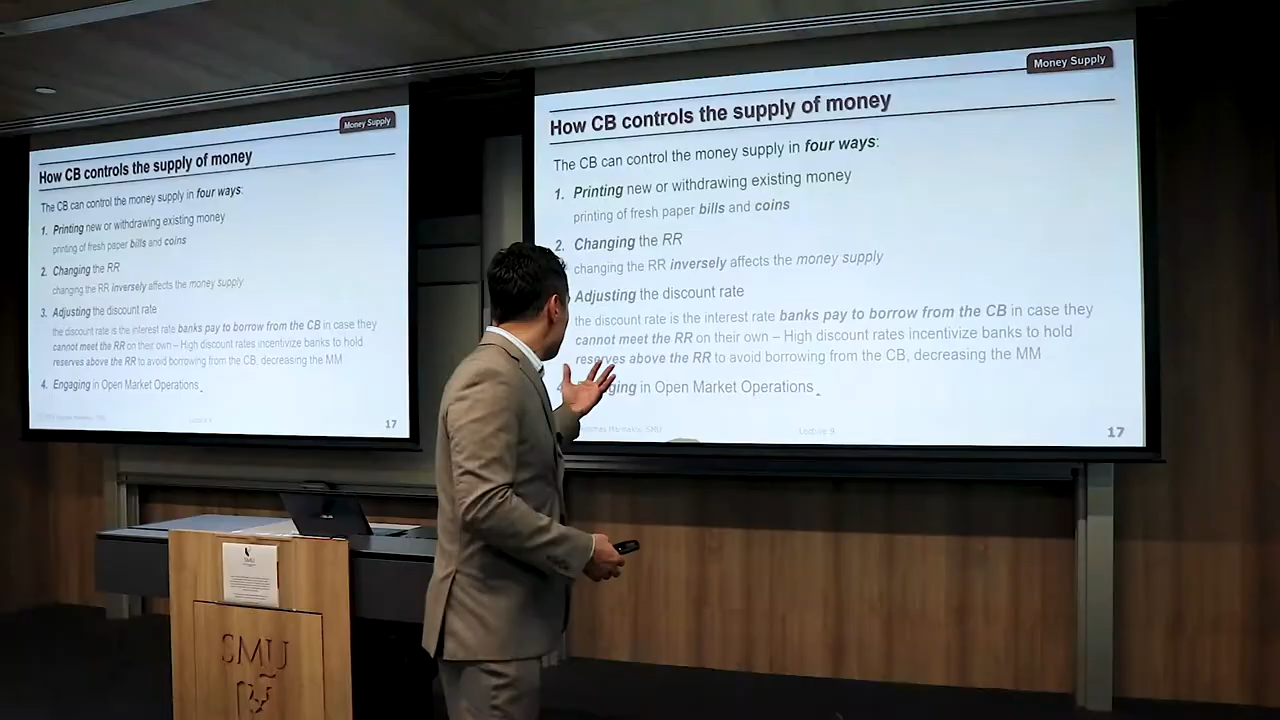 Money Supply
How CB controls the supply of money
The CB can control the money supply in four ways:
1. Printing new or withdrawing existing money
printing of fresh paper bills and coins
2. Changing the RR
changing the RR inversely affects the money supply
3. Adjusting the discount rate
the discount rate is the interest rate banks pay to borrow from the CB in case they
cannot meet the RR on their own – High discount rates incentivize banks to hold
reserves above the RR to avoid borrowing from the CB, decreasing the MM
4. Engaging in Open Market Operations
Lecture 9
17
Money Supply
How CB controls the supply of money
The CB can control the money supply in four ways:
1. Printing new or withdrawing existing money
printing of fresh paper bills and coins
2. Changing the RR
changing the RR inversely affects the money supply
Adjusting the discount rate
the discount rate is the interest rate banks pay to borrow from the CB in case they
cannot meet the RR on their own – High discount rates incentivize banks to hold
reserves above the RR to avoid borrowing from the CB, decreasing the MM
ging in Open Market Operations
SMU
Lecture 9
17
SMU
SMU